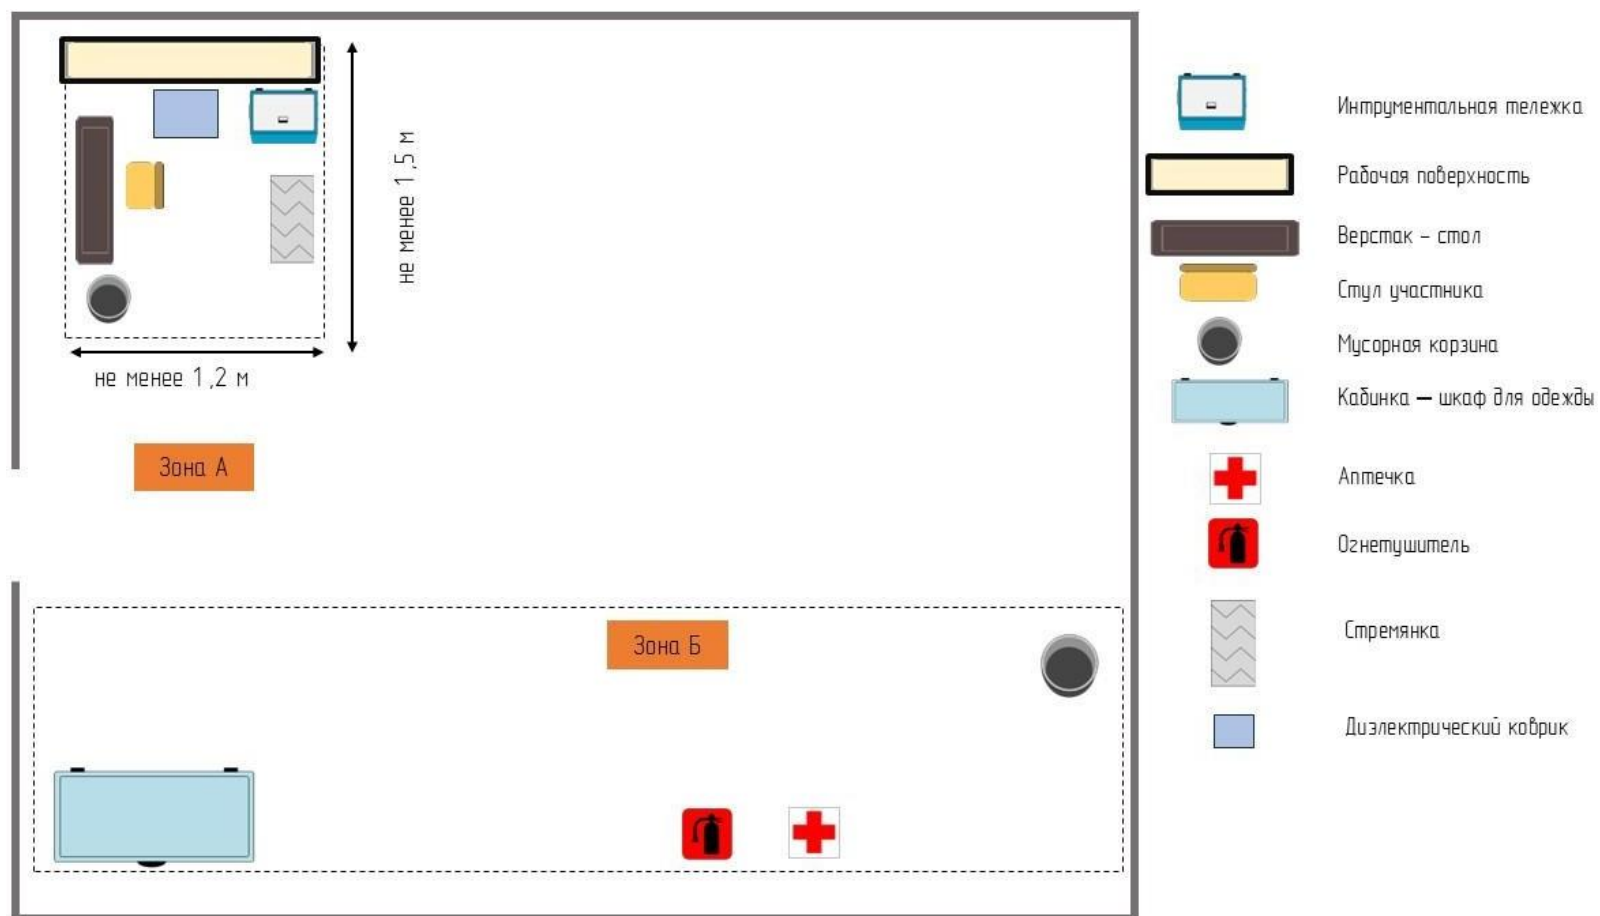 не менее 1,5 м
не менее 1,2 м
Зона А
Зона Б
Интрументальная тележка
Рабочая поверхность
Верстак - стол
Стул участника
Мусорная корзина
Кабинка – шкаф для одежды
Аптечка
Огнетушитель
Стремянка
Диэлектрический коврик